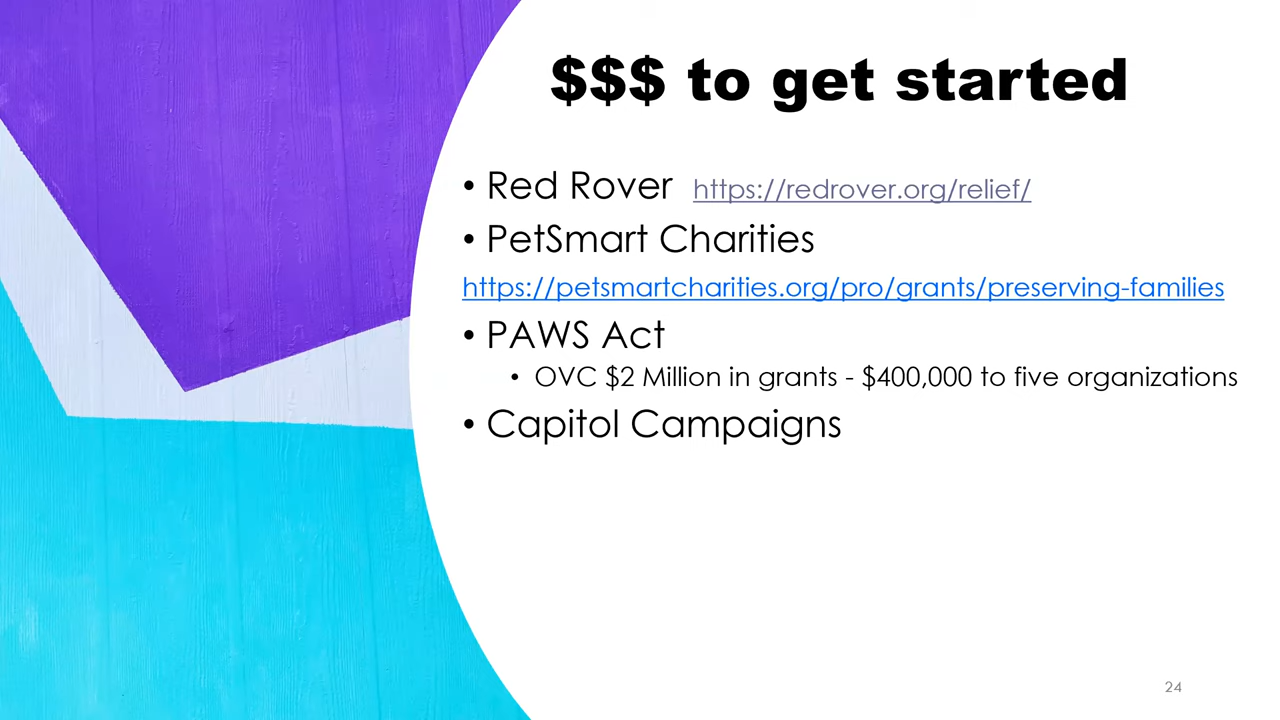 $$$ to get started
• Red Rover https://redrover.org/relief/
• PetSmart Charities
https://petsmartcharities.org/pro/grants/preserving-families
• PAWS Act
• OVC $2 Million in grants - $400,000 to five organizations
• Capitol Campaigns
24